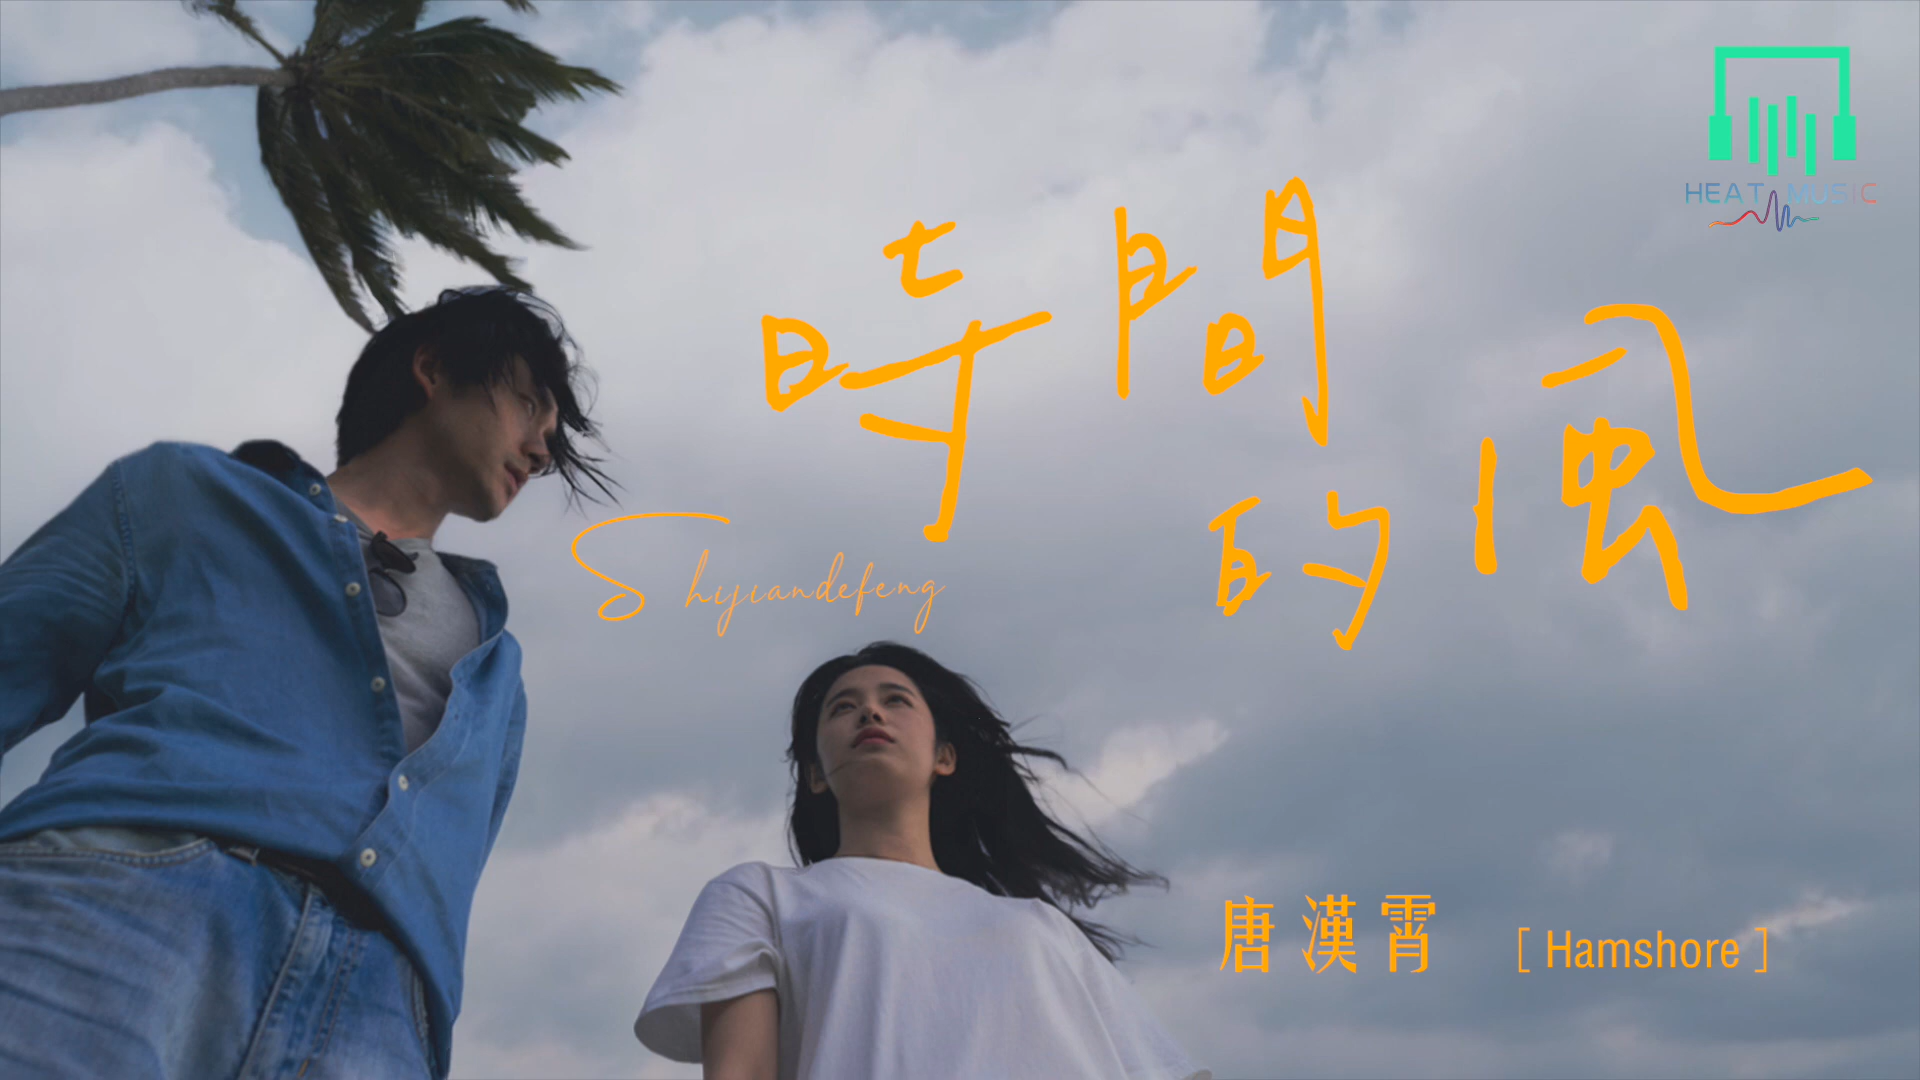 HEAT MUSIC
時間的風
Shijiandefeng
唐漢霄 [ Hamshore ]